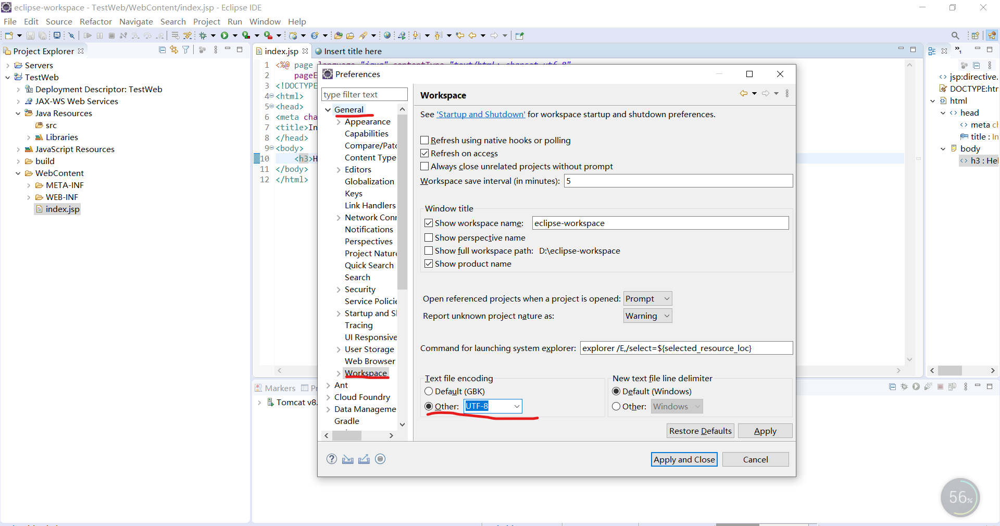 eclipse-workspace - TestWeb/WebContent/index.jsp - Eclipse IDE
File Edit Source Refactor Navigate Search Project Run Window Help
Project Explorer
Servers
TestWeb
Deployment Descriptor: TestWeb
JAX-WS Web Services
Java Resources
src
Libraries
JavaScript Resources
build
WebContent
META-INF
WEB-INF
index.jsp
index.jsp Insert title here
1 <%@ page language="java" contentType="text/html; charset=utf-8"
2 pageE
3 <!DOCTYPE
4 <html>
5 <head>
6 <meta cha
7 <title>In
8 </head>
9 <body>
10 <h3>H
11 </body>
12 </html>
Preferences
type filter text
General
Appearance
Capabilities
Compare/Patc
Content Type
Editors
Globalization
Keys
Link Handlers
Network Conn
Notifications
Perspectives
Project Nature
Quick Search
Search
Security
Service Policie
Startup and Sh
Tracing
UI Responsive
User Storage
Web Browser
Workspace
Ant
Cloud Foundry
Data Manageme
Gradle
Workspace
See 'Startup and Shutdown' for workspace startup and shutdown preferences.
Refresh using native hooks or polling
Refresh on access
Always close unrelated projects without prompt
Workspace save interval (in minutes): 5
Window title
Show workspace name: eclipse-workspace
Show perspective name
Show full workspace path: D:\eclipse-workspace
Show product name
Open referenced projects when a project is opened: Prompt
Report unknown project nature as: Warning
Command for launching system explorer: explorer /E,/select=${selected_resource_loc}
Text file encoding
Default (GBK)
Other: UTF-8
New text file line delimiter
Default (Windows)
Other: Windows
Restore Defaults Apply
Apply and Close Cancel
jsp:directive.
DOCTYPE:htm
html
head
meta ch
title : In
body
h3 : Hel
Markers Pr
Tomcat v8.
56%